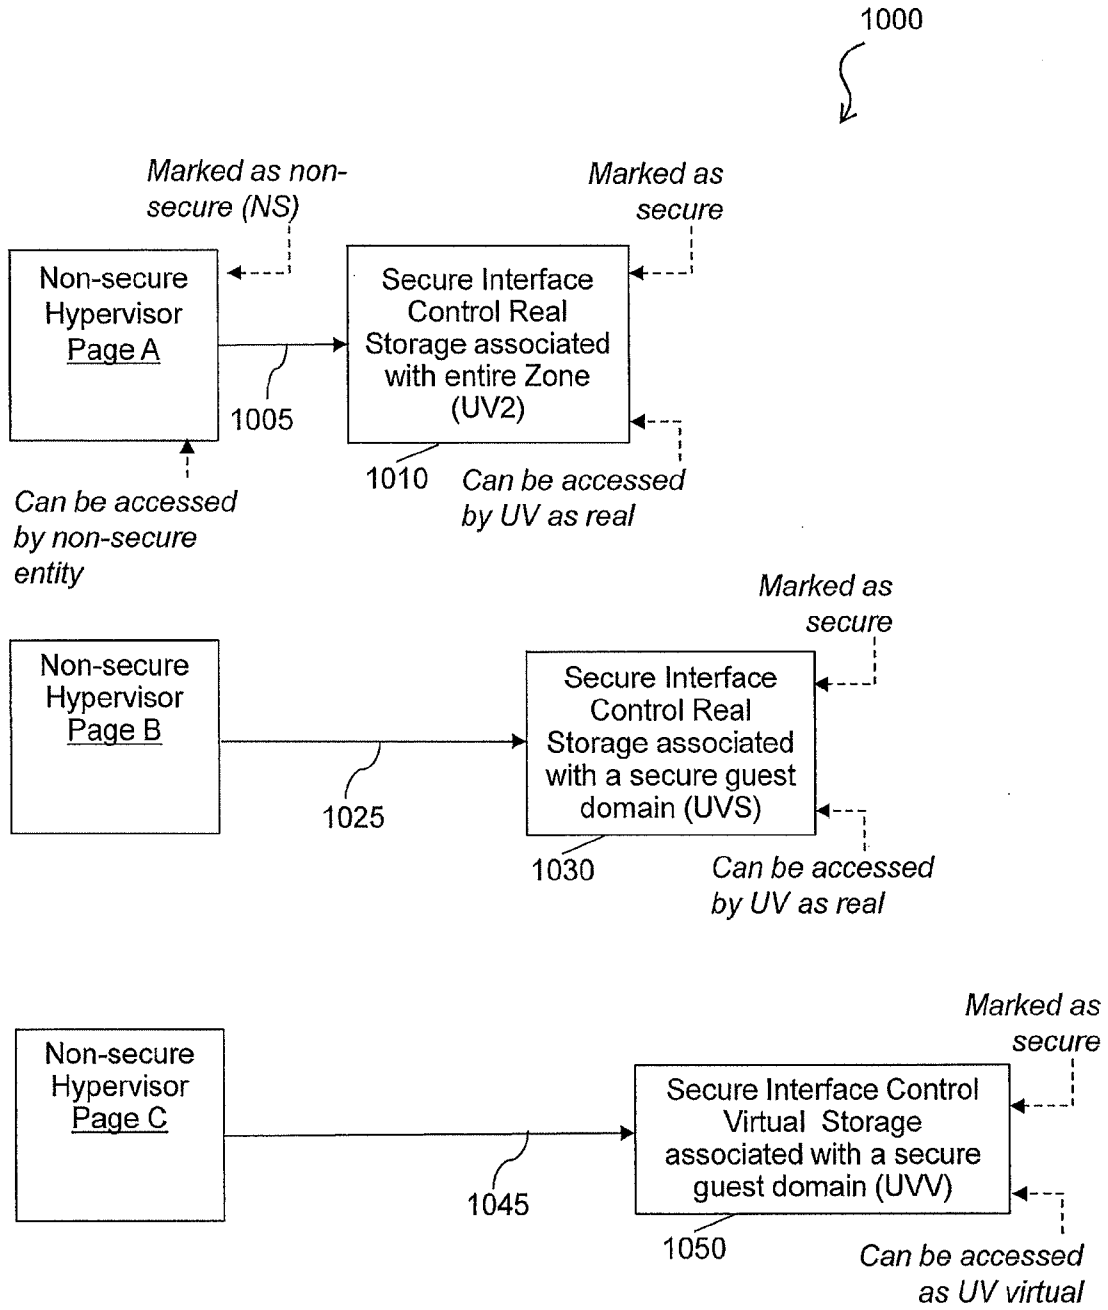 1000
Marked as non-
secure (NS)
Marked as
secure
Non-secure
Hypervisor
Page A
Secure Interface
Control Real
Storage associated
with entire Zone
(UV2)
1005
1010
Can be accessed
by UV as real
Can be accessed
by non-secure
entity
Marked as
secure
Non-secure
Hypervisor
Page B
Secure Interface
Control Real
Storage associated
with a secure guest
domain (UVS)
1025
1030
Can be accessed
by UV as real
Marked as
secure
Non-secure
Hypervisor
Page C
Secure Interface Control
Virtual Storage
associated with a secure
guest domain (UVV)
1045
1050
Can be accessed
as UV virtual